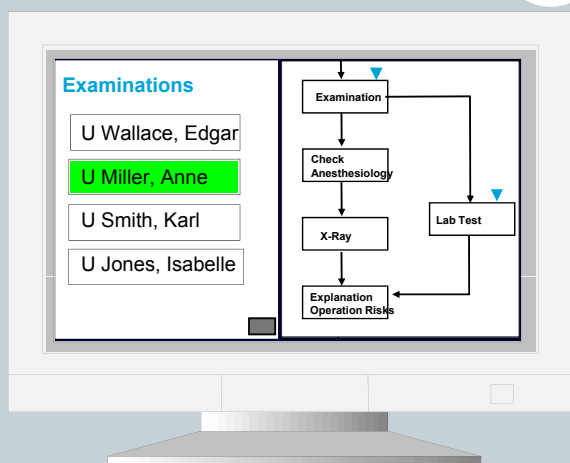 Examinations
U Wallace, Edgar
U Miller, Anne
U Smith, Karl
U Jones, Isabelle
Examination
Check
Anesthesiology
X-Ray
Lab Test
Explanation
Operation Risks